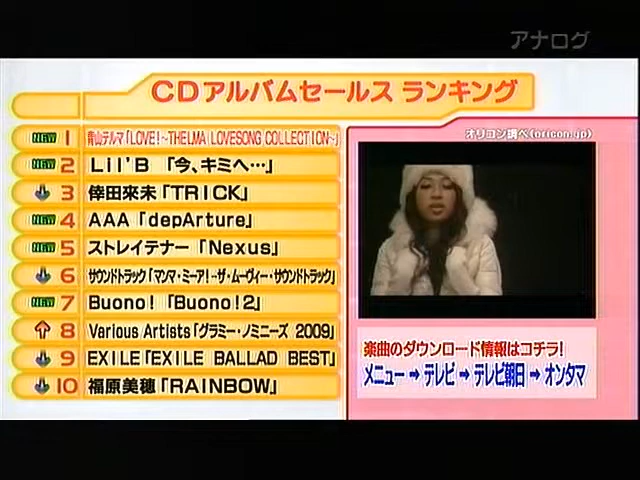 アナログ
CDアルバムセールス ランキング
オリコン調べ(oricon.jp)
NEW 1 青山テルマ「LOVE!~THELMA LOVESONG COLLECTION~」
NEW 2 Lil'B 「今、キミへ…」
3 倖田來未「TRICK」
NEW 4 AAA「depArture」
NEW 5 ストレイテナー「Nexus」
6 サウンドトラック「マンマ・ミーア!-ザ・ムーヴィー・サウンドトラック」
NEW 7 Buono!「Buono!2」
8 Various Artists「グラミー・ノミニーズ 2009」
9 EXILE「EXILE BALLAD BEST」
10 福原美穂「RAINBOW」
楽曲のダウンロード情報はコチラ!
メニュー ➡ テレビ ➡ テレビ朝日 ➡ オンタマ